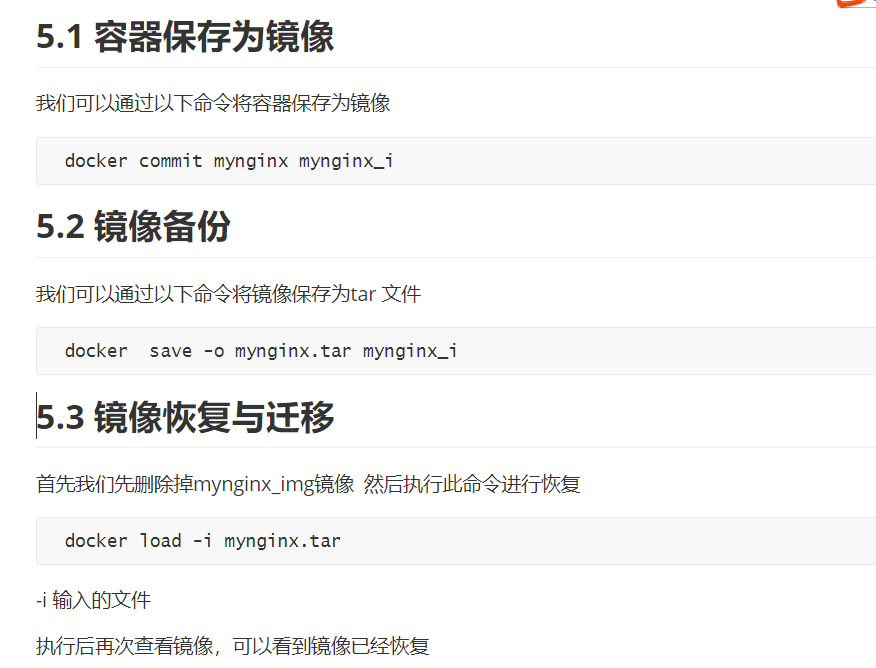 5.1 容器保存为镜像
我们可以通过以下命令将容器保存为镜像
docker commit mynginx mynginx_i
5.2 镜像备份
我们可以通过以下命令将镜像保存为tar 文件
docker  save -o mynginx.tar mynginx_i
5.3 镜像恢复与迁移
首先我们先删除掉mynginx_img镜像  然后执行此命令进行恢复
docker load -i mynginx.tar
-i 输入的文件
执行后再次查看镜像，可以看到镜像已经恢复